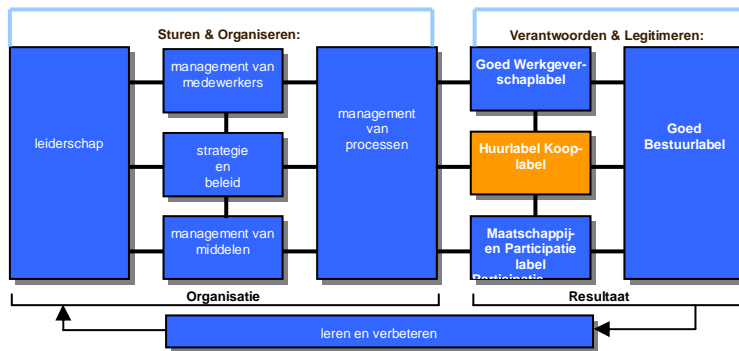 Sturen & Organiseren:
Verantwoorden & Legitimeren:
leiderschap
management van
medewerkers
strategie
en
beleid
management van
middelen
management
van
processen
Goed Werkgever-
schaplabel
Huurlabel Koop-
label
Maatschappij-
en Participatie
label
Participatie
Goed
Bestuurlabel
Organisatie
Resultaat
leren en verbeteren